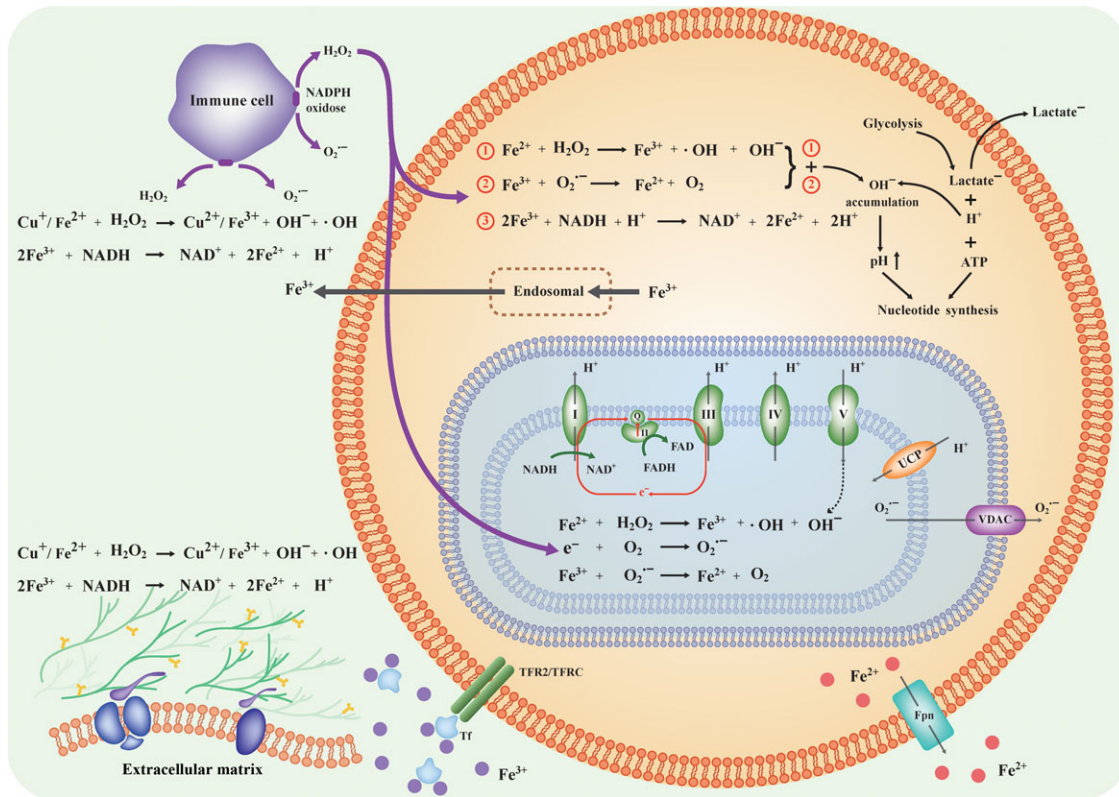 H₂O₂
Immune cell
NADPH
oxidose
O₂·⁻
H₂O₂
O₂·⁻
Cu⁺/ Fe²⁺ + H₂O₂ → Cu²⁺/ Fe³⁺ + OH⁻ + ·OH
2Fe³⁺ + NADH → NAD⁺ + 2Fe²⁺ + H⁺
① Fe²⁺ + H₂O₂ → Fe³⁺ + ·OH + OH⁻
② Fe³⁺ + O₂·⁻ → Fe²⁺ + O₂
} ① + ②
③ 2Fe³⁺ + NADH + H⁺ → NAD⁺ + 2Fe²⁺ + 2H⁺
Glycolysis
Lactate⁻
Lactate⁻
+
H⁺
+
ATP
OH⁻
accumulation
pH ↑
Nucleotide synthesis
Fe³⁺
Endosomal
Fe³⁺
H⁺
H⁺
H⁺
H⁺
I
Q
II
III
IV
V
NADH
NAD⁺
FADH
FAD
e⁻
UCP
H⁺
O₂·⁻
VDAC
O₂·⁻
Fe²⁺ + H₂O₂ → Fe³⁺ + ·OH + OH⁻
e⁻ + O₂ → O₂·⁻
Fe³⁺ + O₂·⁻ → Fe²⁺ + O₂
Cu⁺/ Fe²⁺ + H₂O₂ → Cu²⁺/ Fe³⁺ + OH⁻ + ·OH
2Fe³⁺ + NADH → NAD⁺ + 2Fe²⁺ + H⁺
Extracellular matrix
TFR2/TFRC
Tf
Fe³⁺
Fe²⁺
Fpn
Fe²⁺